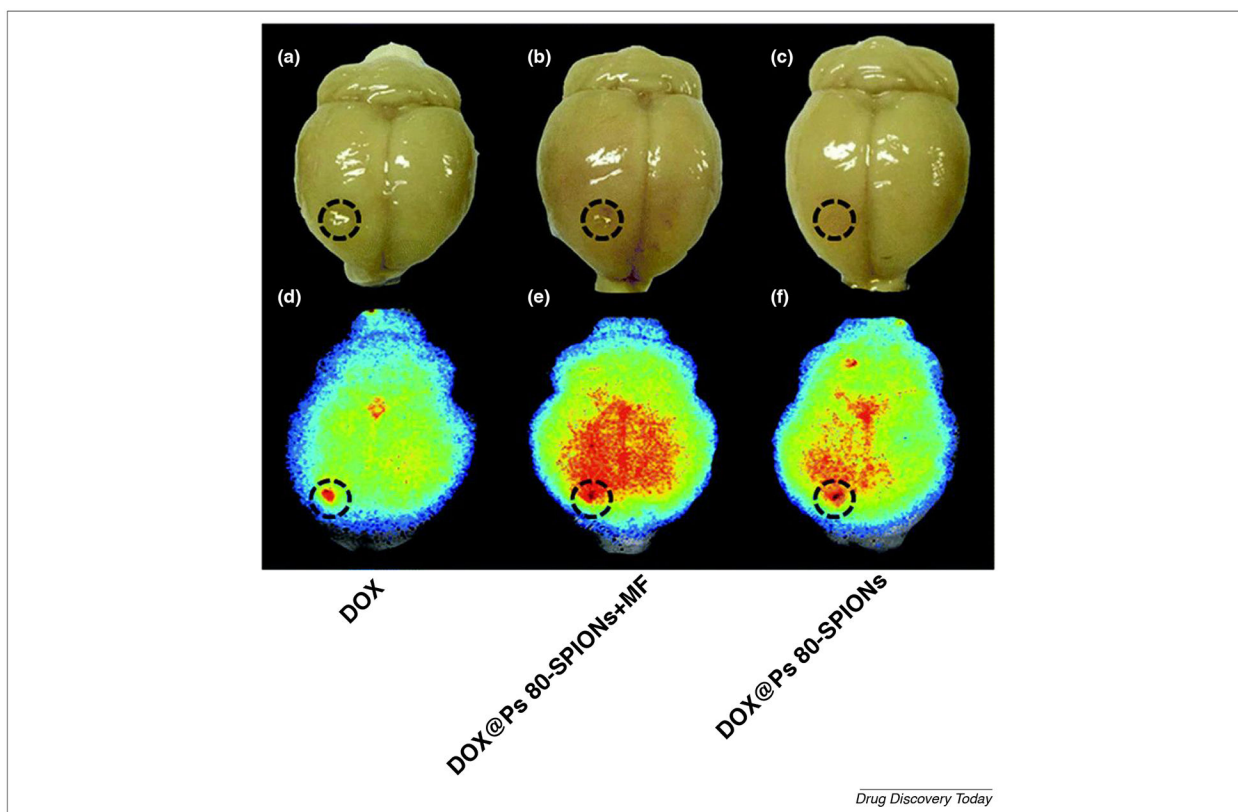 (a) (b) (c)
(d) (e) (f)
DOX
DOX@Ps 80-SPIONs+MF
DOX@Ps 80-SPIONs
Drug Discovery Today